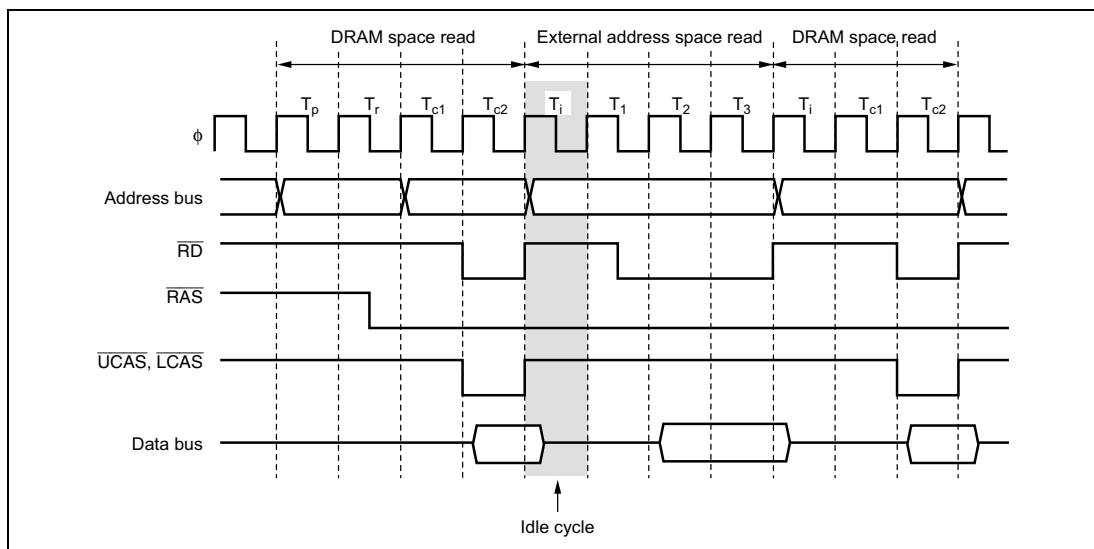 DRAM space read External address space read DRAM space read
Tp Tr Tc1 Tc2 Ti T1 T2 T3 Ti Tc1 Tc2
ϕ
Address bus
RD
RAS
UCAS, LCAS
Data bus
Idle cycle